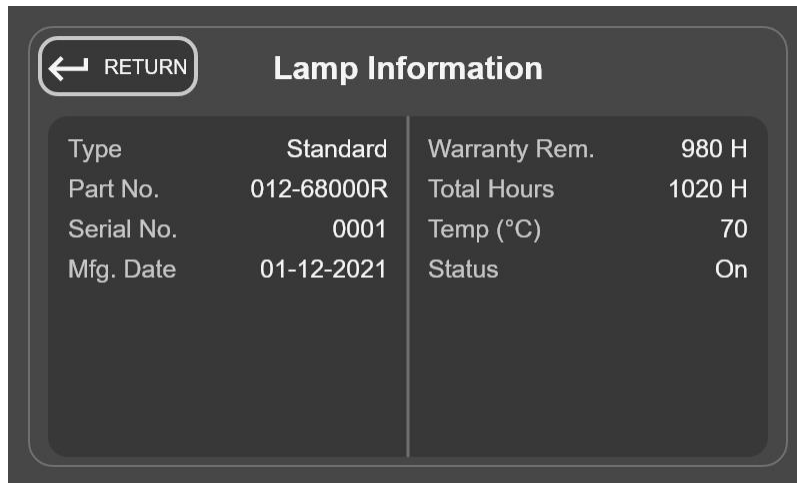 RETURN
Lamp Information
Type Standard
Part No. 012-68000R
Serial No. 0001
Mfg. Date 01-12-2021
Warranty Rem. 980 H
Total Hours 1020 H
Temp (°C) 70
Status On